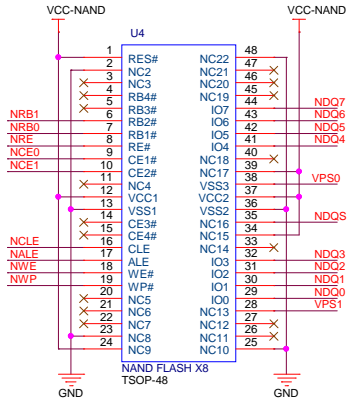 VCC-NAND
VCC-NAND
U4
1 RES# NC22 48
2 NC2 NC21 47
3 NC3 NC20 46
4 RB4# NC19 45
5 RB3# IO7 44 NDQ7
NRB1 6 RB2# IO6 43 NDQ6
NRB0 7 RB1# IO5 42 NDQ5
NRE 8 RE# IO4 41 NDQ4
NCE0 9 CE1# NC18 40
NCE1 10 CE2# NC17 39
11 NC4 VSS3 38 VPS0
12 VCC1 VCC2 37
13 VSS1 VSS2 36
14 CE3# NC16 35 NDQS
15 CE4# NC15 34
NCLE 16 CLE NC14 33
NALE 17 ALE IO3 32 NDQ3
NWE 18 WE# IO2 31 NDQ2
NWP 19 WP# IO1 30 NDQ1
20 NC5 IO0 29 NDQ0
21 NC6 NC13 28 VPS1
22 NC7 NC12 27
23 NC8 NC11 26
24 NC9 NC10 25
NAND FLASH X8
TSOP-48
GND
GND